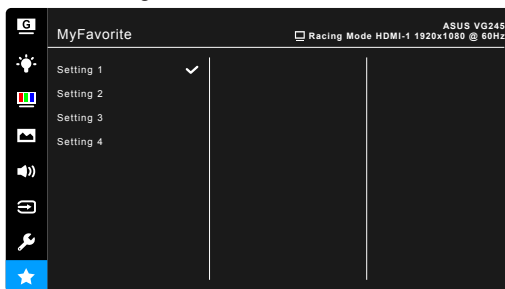 G
MyFavorite
ASUS VG245
Racing Mode HDMI-1 1920x1080 @ 60Hz
Setting 1
Setting 2
Setting 3
Setting 4